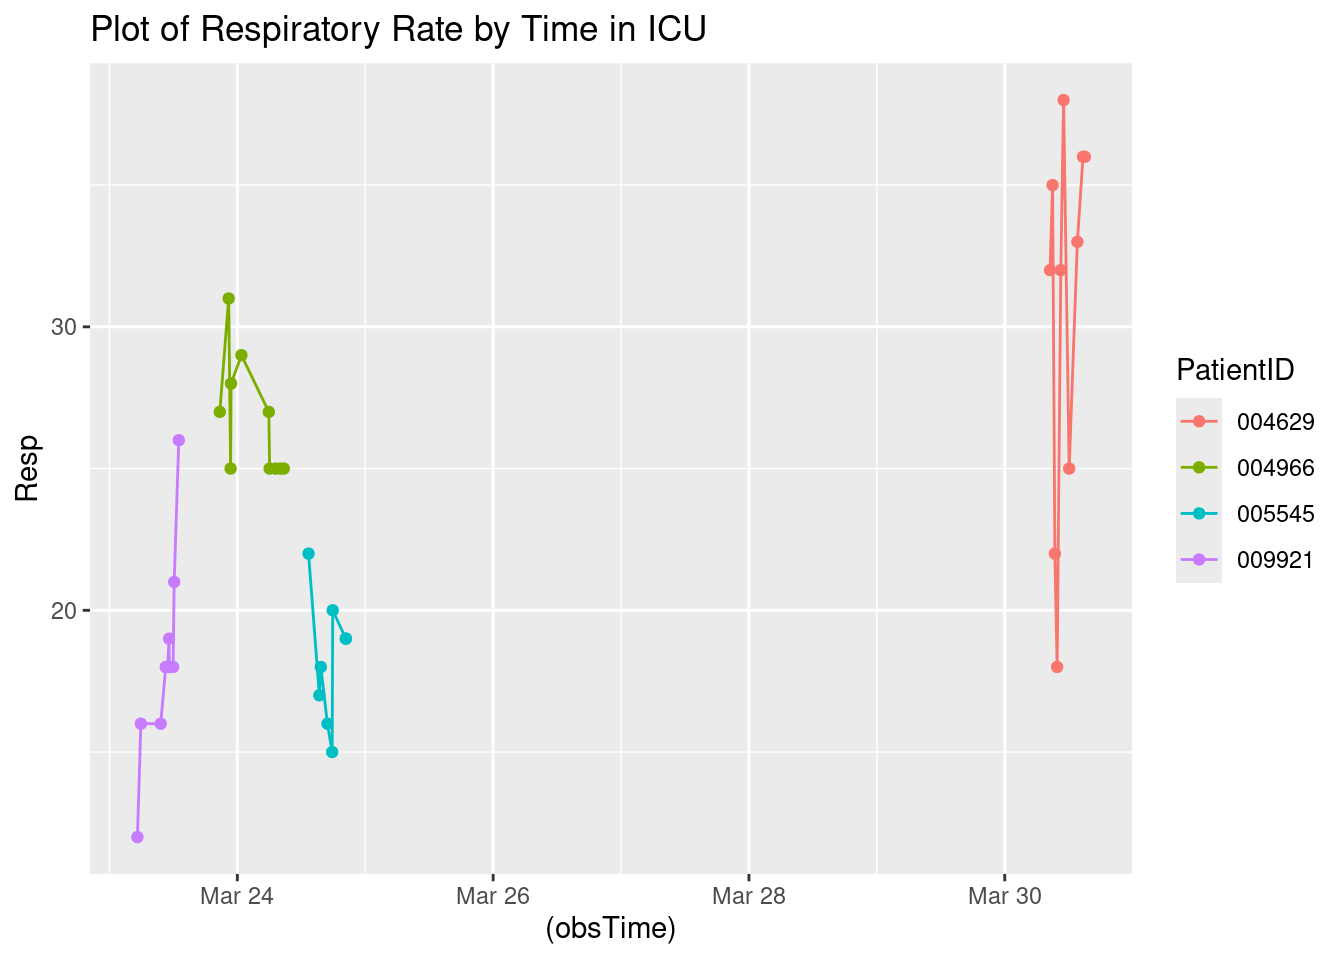 Plot of Respiratory Rate by Time in ICU
Resp
30
20
Mar 24
Mar 26
Mar 28
Mar 30
(obsTime)
PatientID
004629
004966
005545
009921